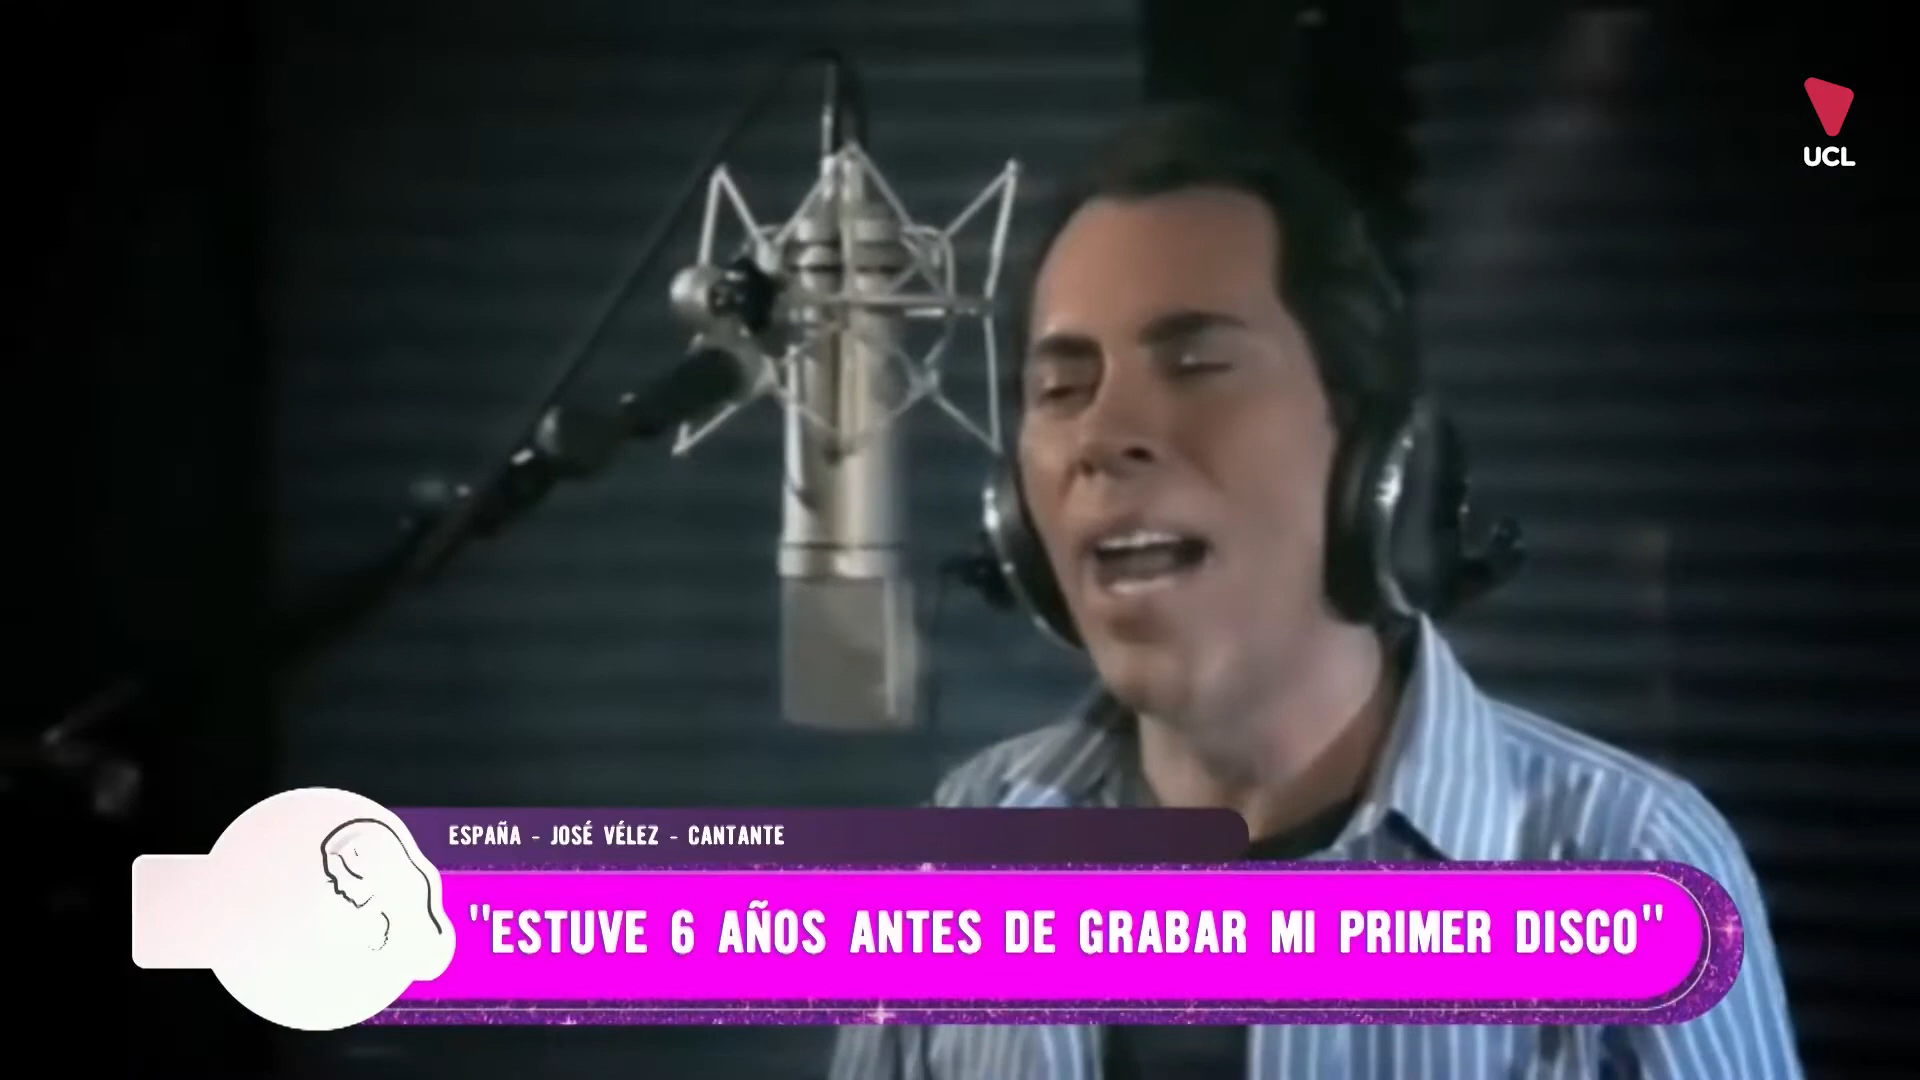 UCL
ESPAÑA - JOSÉ VÉLEZ - CANTANTE
"ESTUVE 6 AÑOS ANTES DE GRABAR MI PRIMER DISCO"